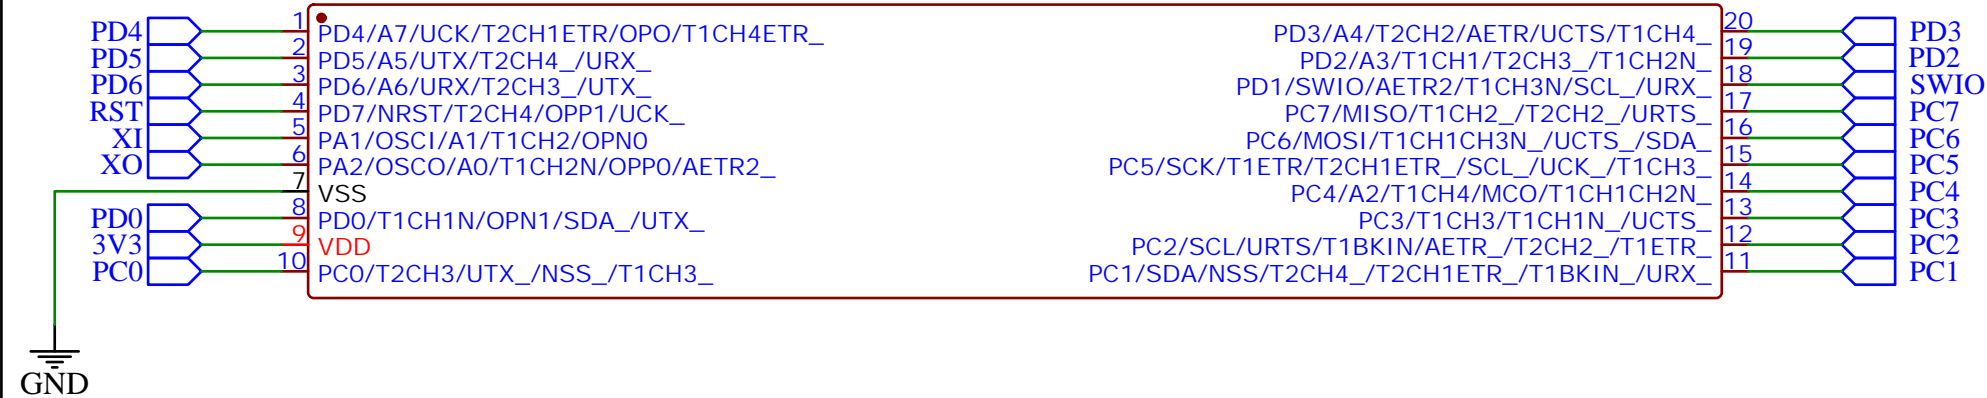 PD4 1 PD4/A7/UCK/T2CH1ETR/OPO/T1CH4ETR_ PD3/A4/T2CH2/AETR/UCTS/T1CH4_ 20 PD3
PD5 2 PD5/A5/UTX/T2CH4_/URX_ PD2/A3/T1CH1/T2CH3_/T1CH2N_ 19 PD2
PD6 3 PD6/A6/URX/T2CH3_/UTX_ PD1/SWIO/AETR2/T1CH3N/SCL_/URX_ 18 SWIO
RST 4 PD7/NRST/T2CH4/OPP1/UCK_ PC7/MISO/T1CH2_/T2CH2_/URTS_ 17 PC7
XI 5 PA1/OSCI/A1/T1CH2/OPN0 PC6/MOSI/T1CH1CH3N_/UCTS_/SDA_ 16 PC6
XO 6 PA2/OSCO/A0/T1CH2N/OPP0/AETR2_ PC5/SCK/T1ETR/T2CH1ETR_/SCL_/UCK_/T1CH3_ 15 PC5
7 VSS PC4/A2/T1CH4/MCO/T1CH1CH2N_ 14 PC4
PD0 8 PD0/T1CH1N/OPN1/SDA_/UTX_ PC3/T1CH3/T1CH1N_/UCTS_ 13 PC3
3V3 9 VDD PC2/SCL/URTS/T1BKIN/AETR_/T2CH2_/T1ETR_ 12 PC2
PC0 10 PC0/T2CH3/UTX_/NSS_/T1CH3_ PC1/SDA/NSS/T2CH4_/T2CH1ETR_/T1BKIN_/URX_ 11 PC1
GND